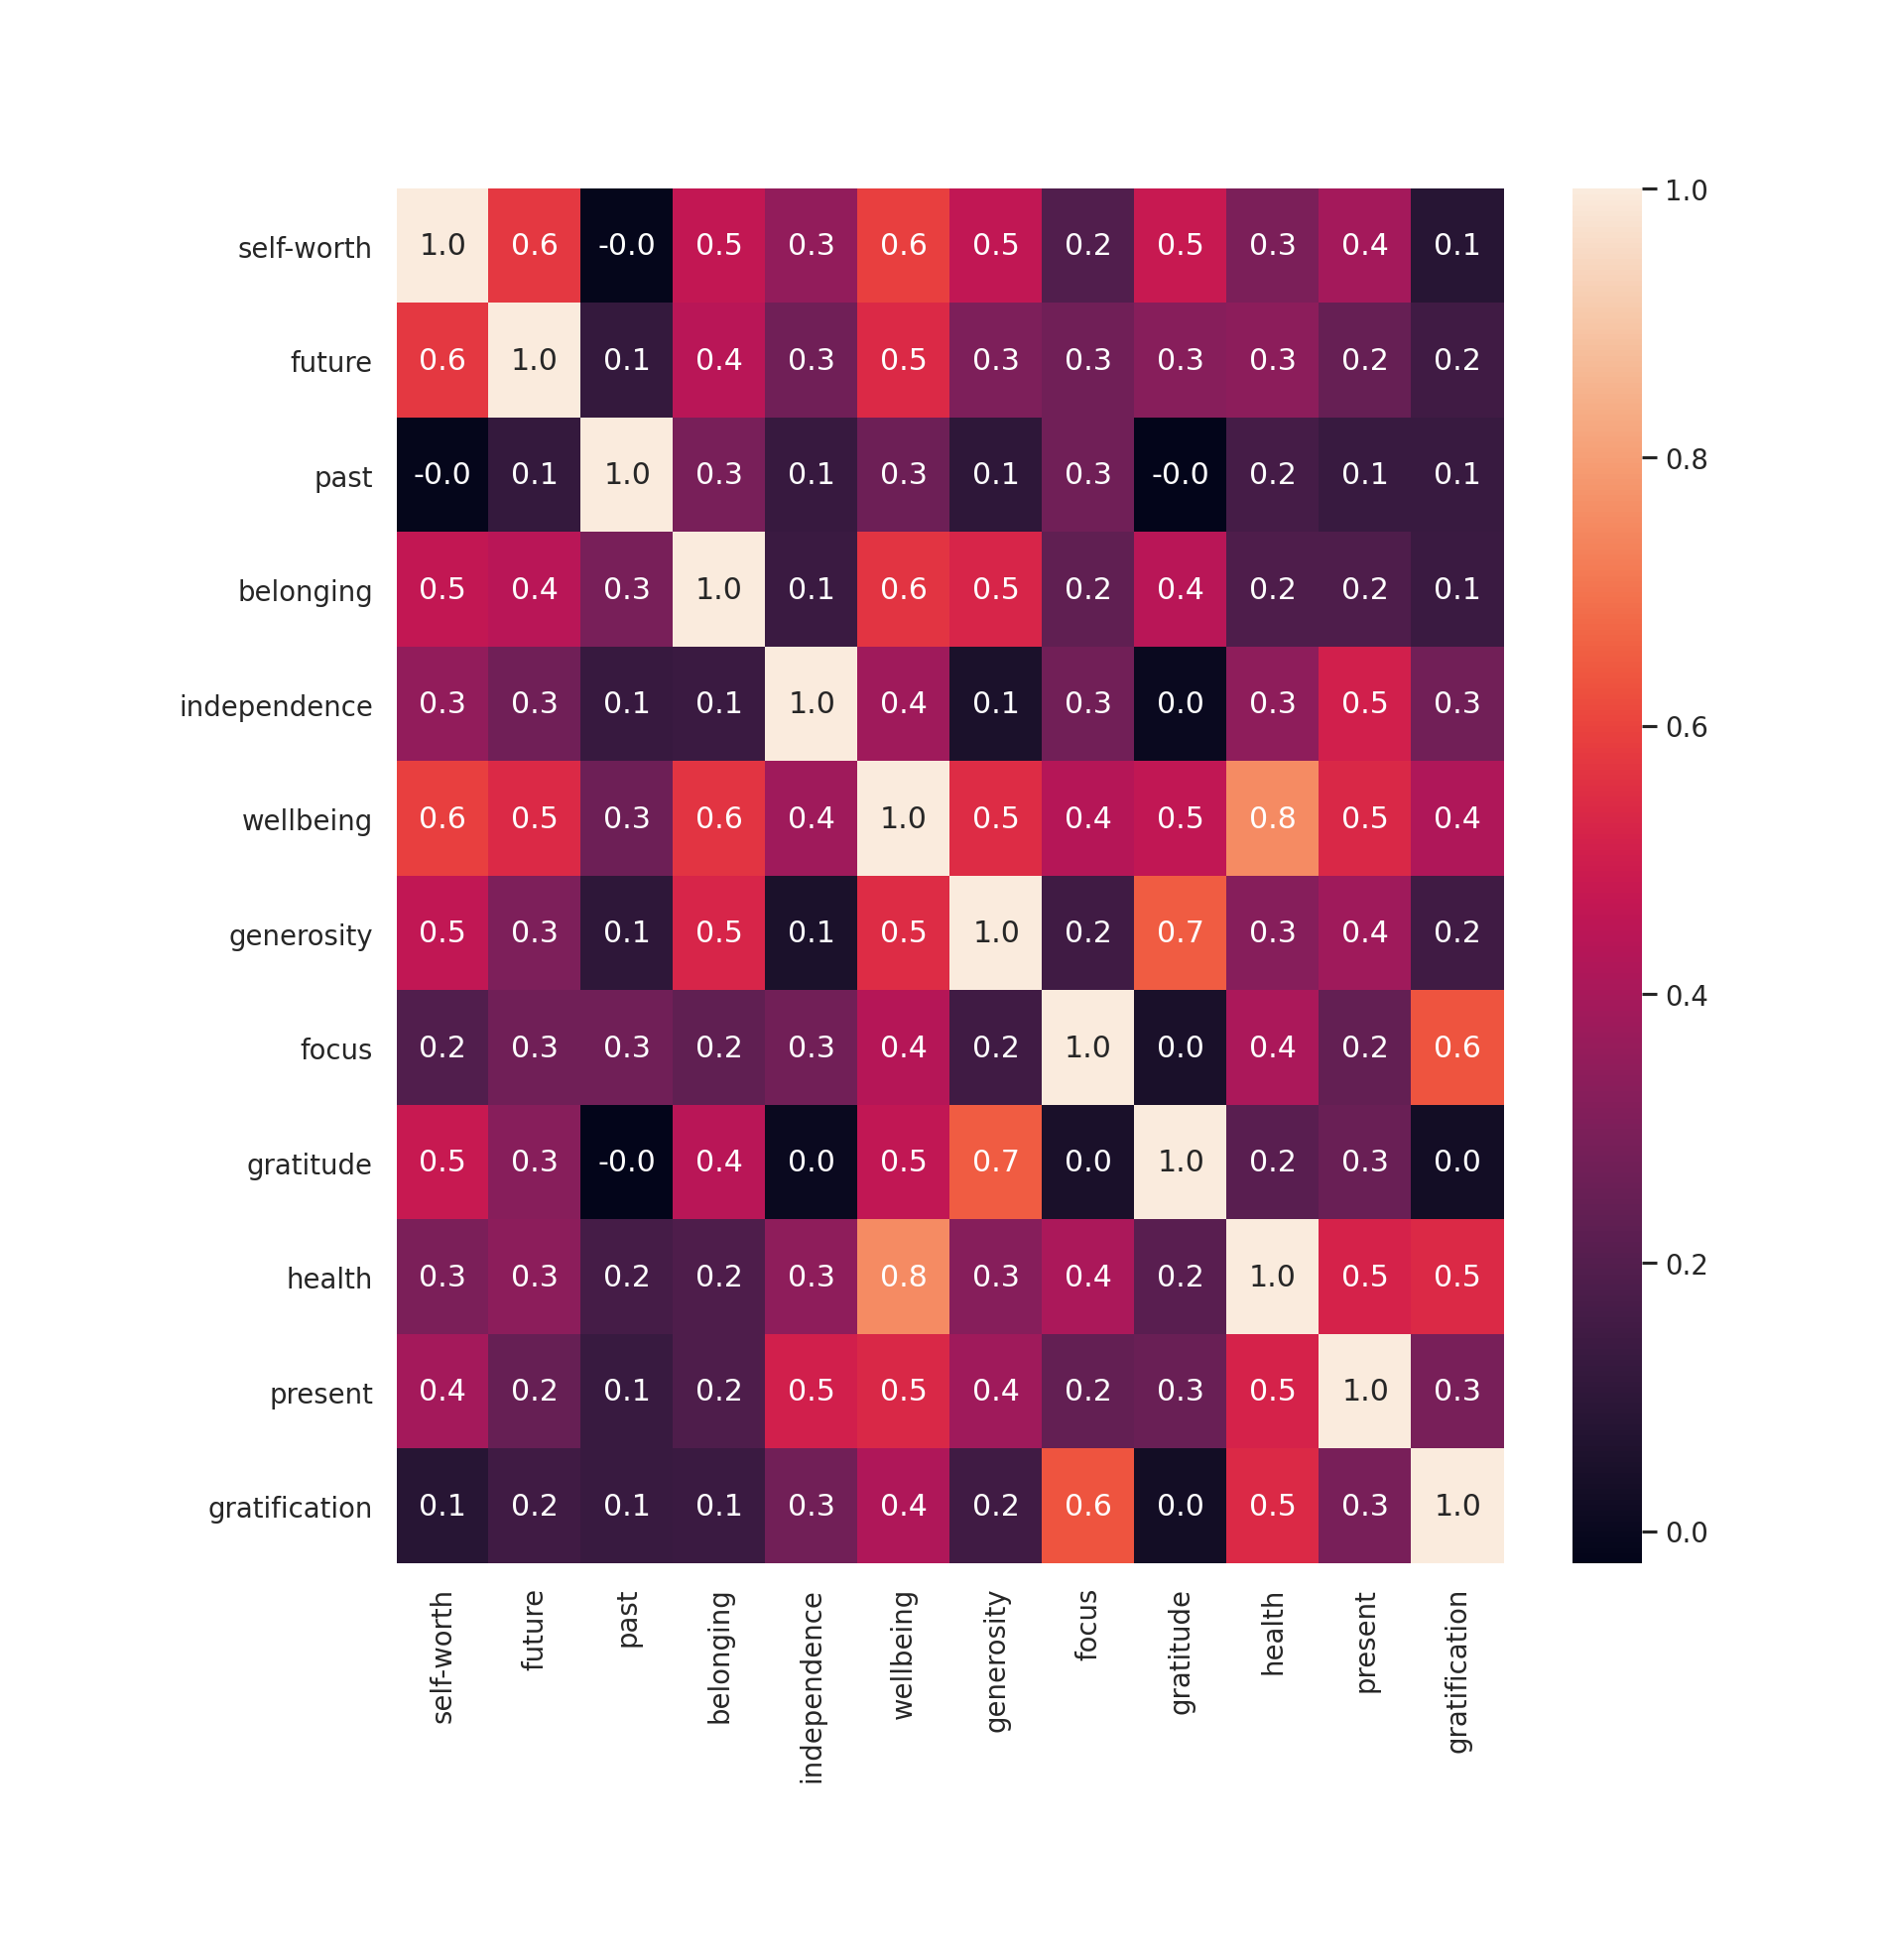 self-worth 1.0 0.6 -0.0 0.5 0.3 0.6 0.5 0.2 0.5 0.3 0.4 0.1
future 0.6 1.0 0.1 0.4 0.3 0.5 0.3 0.3 0.3 0.3 0.2 0.2
past -0.0 0.1 1.0 0.3 0.1 0.3 0.1 0.3 -0.0 0.2 0.1 0.1
belonging 0.5 0.4 0.3 1.0 0.1 0.6 0.5 0.2 0.4 0.2 0.2 0.1
independence 0.3 0.3 0.1 0.1 1.0 0.4 0.1 0.3 0.0 0.3 0.5 0.3
wellbeing 0.6 0.5 0.3 0.6 0.4 1.0 0.5 0.4 0.5 0.8 0.5 0.4
generosity 0.5 0.3 0.1 0.5 0.1 0.5 1.0 0.2 0.7 0.3 0.4 0.2
focus 0.2 0.3 0.3 0.2 0.3 0.4 0.2 1.0 0.0 0.4 0.2 0.6
gratitude 0.5 0.3 -0.0 0.4 0.0 0.5 0.7 0.0 1.0 0.2 0.3 0.0
health 0.3 0.3 0.2 0.2 0.3 0.8 0.3 0.4 0.2 1.0 0.5 0.5
present 0.4 0.2 0.1 0.2 0.5 0.5 0.4 0.2 0.3 0.5 1.0 0.3
gratification 0.1 0.2 0.1 0.1 0.3 0.4 0.2 0.6 0.0 0.5 0.3 1.0
self-worth
future
past
belonging
independence
wellbeing
generosity
focus
gratitude
health
present
gratification
1.0
0.8
0.6
0.4
0.2
0.0